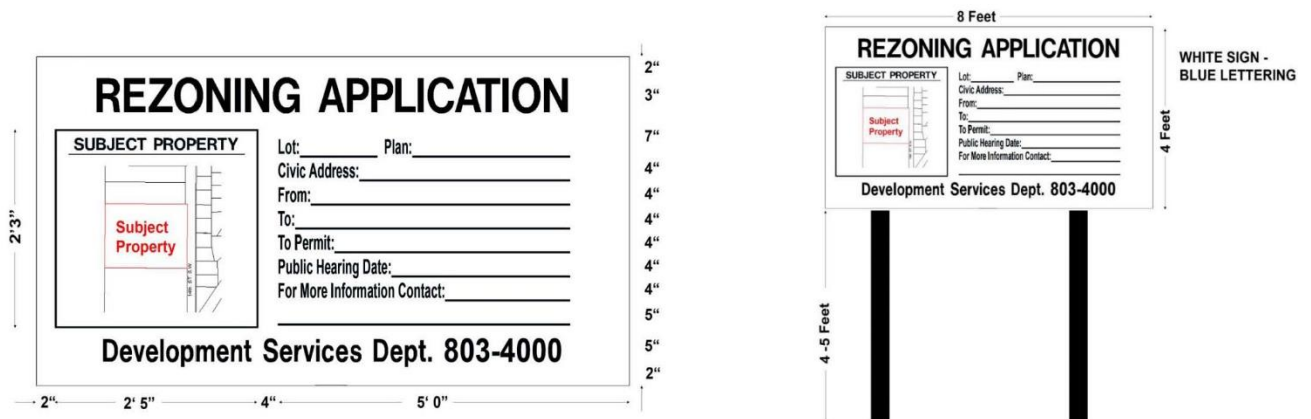 REZONING APPLICATION
SUBJECT PROPERTY
Subject
Property
14th ST S.W
Lot: Plan:
Civic Address:
From:
To:
To Permit:
Public Hearing Date:
For More Information Contact:
Development Services Dept. 803-4000
2'3”
2“
3“
7”
4“
4“
4“
4“
4“
4“
5“
5“
2“
2“
2' 5”
4“
5' 0”
8 Feet
REZONING APPLICATION
SUBJECT PROPERTY
Subject
Property
Lot: Plan:
Civic Address:
From:
To:
To Permit:
Public Hearing Date:
For More Information Contact:
Development Services Dept. 803-4000
4 Feet
4 -5 Feet
WHITE SIGN -
BLUE LETTERING